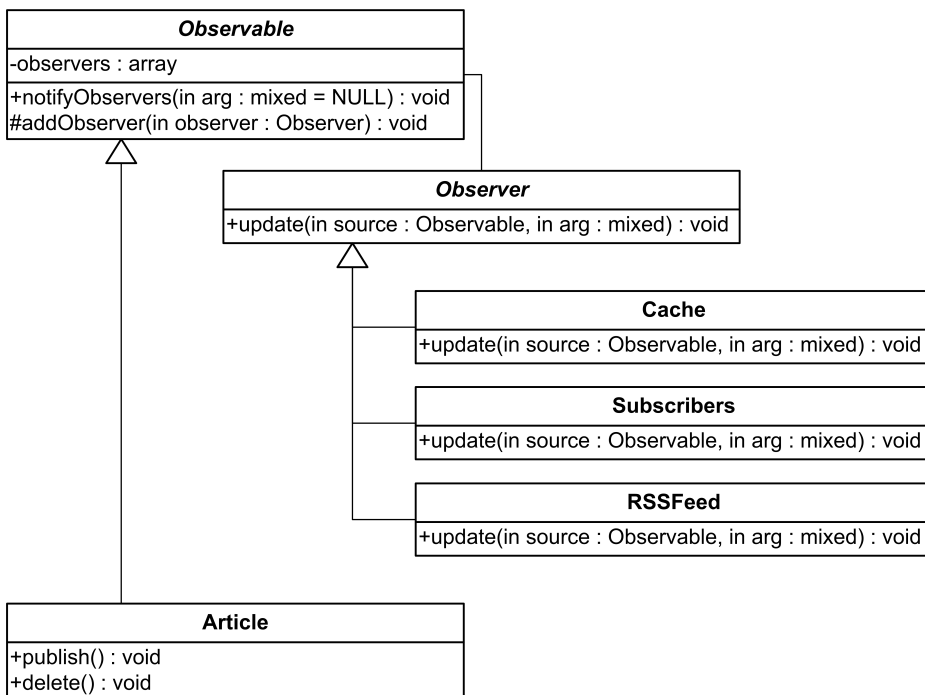 Observable
-observers : array
+notifyObservers(in arg : mixed = NULL) : void
#addObserver(in observer : Observer) : void
Observer
+update(in source : Observable, in arg : mixed) : void
Cache
+update(in source : Observable, in arg : mixed) : void
Subscribers
+update(in source : Observable, in arg : mixed) : void
RSSFeed
+update(in source : Observable, in arg : mixed) : void
Article
+publish() : void
+delete() : void